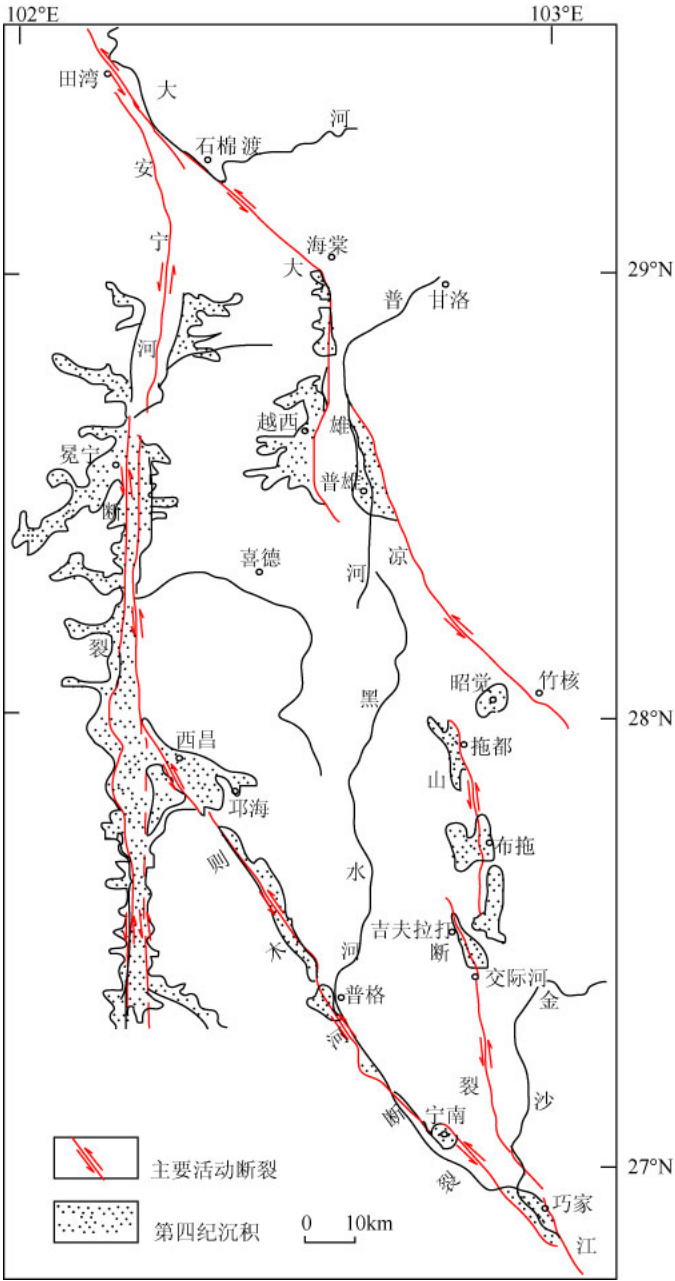 102°E
103°E
田湾
大
渡
河
石棉
安
宁
河
断
裂
海棠
29°N
大
凉
山
断
裂
普
雄
河
甘洛
越西
冕宁
普雄
喜德
昭觉
竹核
28°N
黑
水
河
西昌
拖都
邛海
布拖
则
木
河
断
裂
吉夫拉打
交际河
普格
金
沙
江
宁南
27°N
巧家
主要活动断裂
第四纪沉积
0 10km